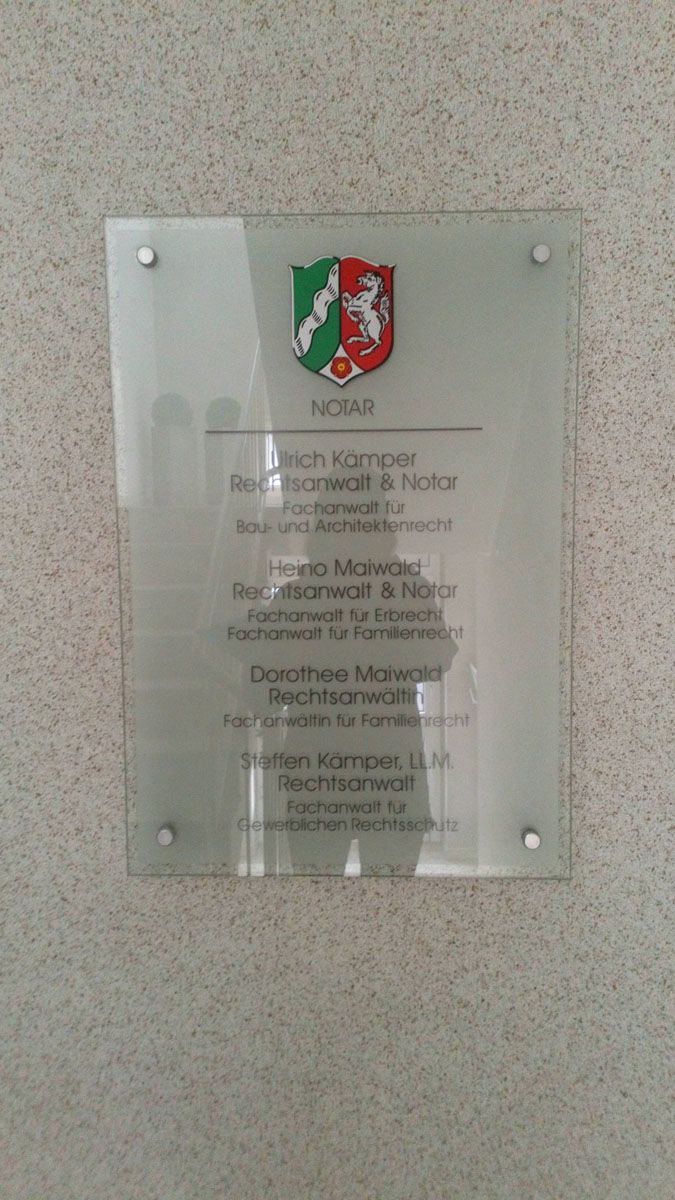 NOTAR
Ulrich Kämper
Rechtsanwalt & Notar
Fachanwalt für
Bau- und Architektenrecht
Heino Maiwald
Rechtsanwalt & Notar
Fachanwalt für Erbrecht
Fachanwalt für Familienrecht
Dorothee Maiwald
Rechtsanwältin
Fachanwältin für Familienrecht
Steffen Kämper, LL.M.
Rechtsanwalt
Fachanwalt für
Gewerblichen Rechtsschutz